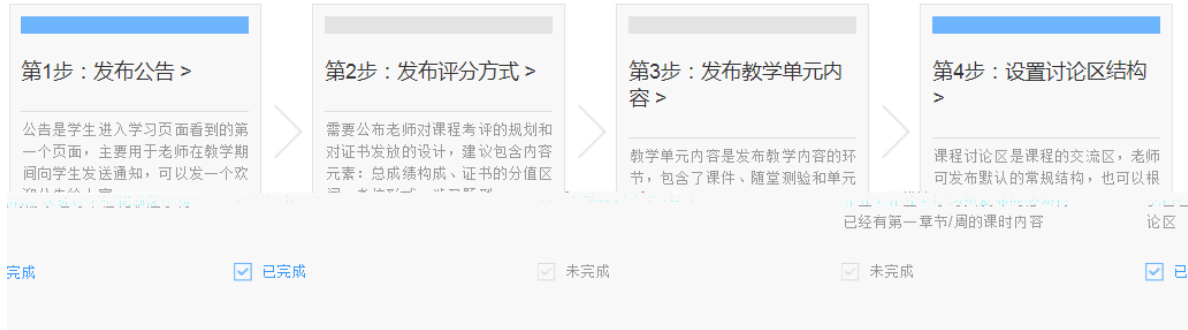 第1步：发布公告 >
公告是学生进入学习页面看到的第
一个页面，主要用于老师在教学期
间向学生发送通知，可以发一个欢
第2步：发布评分方式 >
需要公布老师对课程考评的规划和
对证书发放的设计，建议包含内容
元素：总成绩构成、证书的分值区
第3步：发布教学单元内
容 >
教学单元内容是发布教学内容的环
节，包含了课件、随堂测验和单元
第4步：设置讨论区结构
>
课程讨论区是课程的交流区，老师
可发布默认的常规结构，也可以根
已经有第一章节/周的课时内容
论区
完成
已完成
未完成
未完成
已